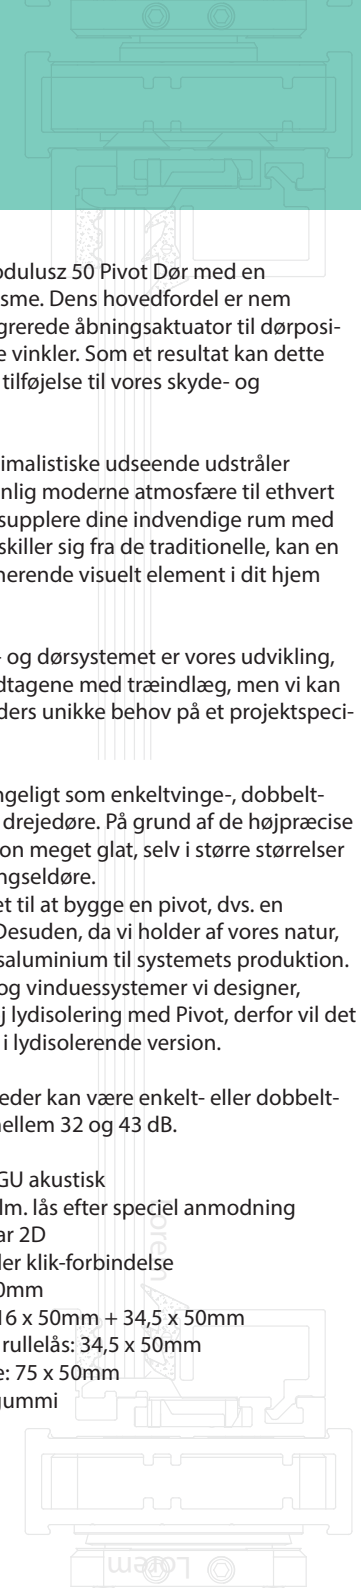 odulusz 50 Pivot Dør med en
sme. Dens hovedfordel er nem
grerede åbningsaktuator til dørposi-
e vinkler. Som et resultat kan dette
tilføjelse til vores skyde- og
imalistiske udseende udstråler
nlig moderne atmosfære til ethvert
supplere dine indvendige rum med
skiller sig fra de traditionelle, kan en
nerende visuelt element i dit hjem
- og dørsystemet er vores udvikling,
dtagene med træindlæg, men vi kan
ders unikke behov på et projektspeci-
ngeligt som enkeltvinge-, dobbelt-
drejedøre. På grund af de højpræcise
on meget glat, selv i større størrelser
ngseldøre.
et til at bygge en pivot, dvs. en
Desuden, da vi holder af vores natur,
saluminium til systemets produktion.
og vinduessystemer vi designer,
j lydisolering med Pivot, derfor vil det
i lydisolerende version.
eder kan være enkelt- eller dobbelt-
mellem 32 og 43 dB.
GU akustisk
lm. lås efter speciel anmodning
ar 2D
ler klik-forbindelse
0mm
16 x 50mm + 34,5 x 50mm
rullelås: 34,5 x 50mm
e: 75 x 50mm
gummi
loren
Lorem